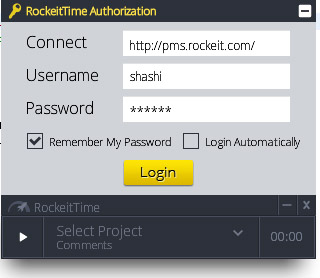 RockeitTime Authorization
Connect http://pms.rockeit.com/
Username shashi
Password ******
Remember My Password Login Automatically
Login
RockeitTime x
Select Project 00:00
Comments